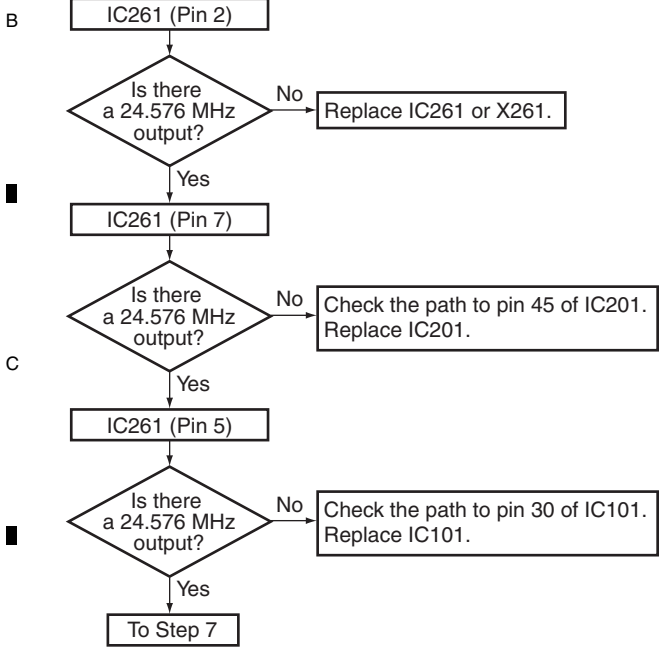 B
IC261 (Pin 2)
Is there
a 24.576 MHz
output?
No
Replace IC261 or X261.
Yes
IC261 (Pin 7)
Is there
a 24.576 MHz
output?
No
Check the path to pin 45 of IC201.
Replace IC201.
C
Yes
IC261 (Pin 5)
Is there
a 24.576 MHz
output?
No
Check the path to pin 30 of IC101.
Replace IC101.
Yes
To Step 7